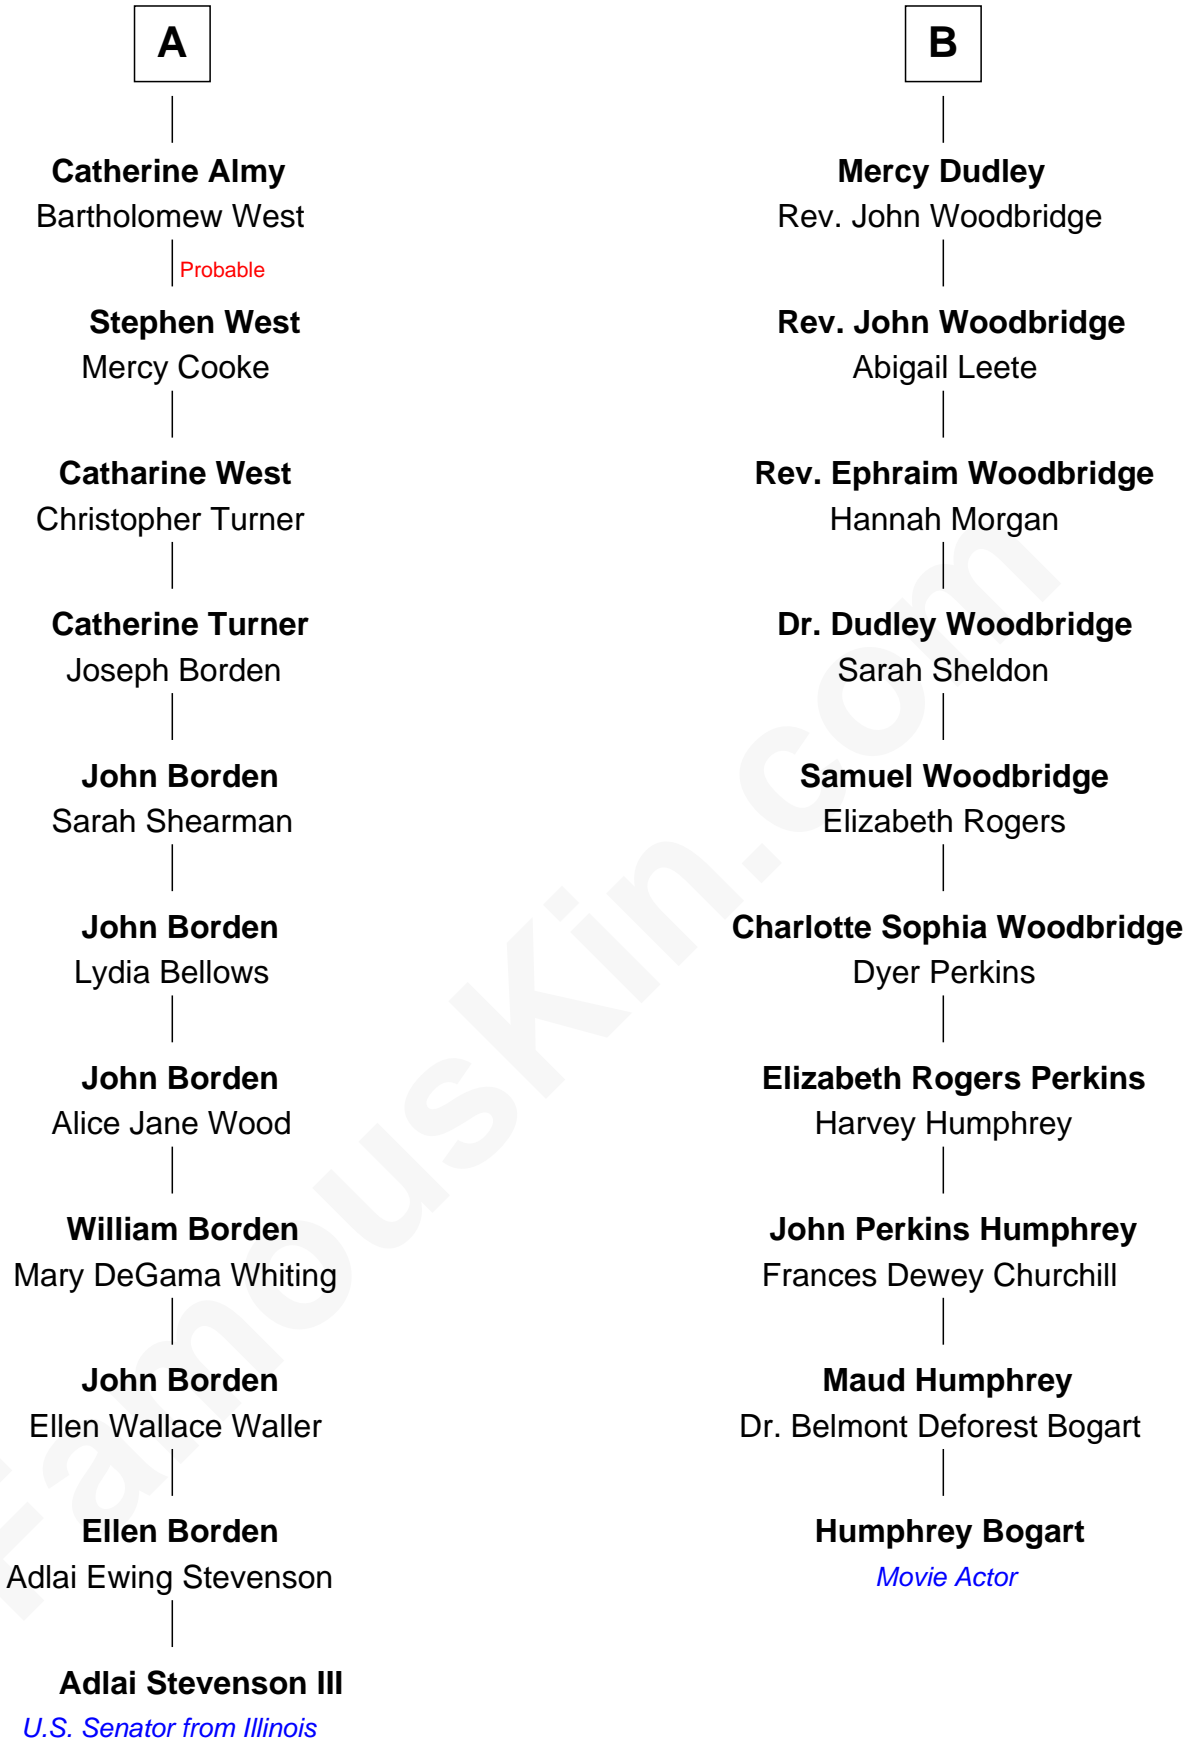 A
Catherine Almy
Bartholomew West
Probable
Stephen West
Mercy Cooke
Catharine West
Christopher Turner
Catherine Turner
Joseph Borden
John Borden
Sarah Shearman
John Borden
Lydia Bellows
John Borden
Alice Jane Wood
William Borden
Mary DeGama Whiting
John Borden
Ellen Wallace Waller
Ellen Borden
Adlai Ewing Stevenson
Adlai Stevenson III
U.S. Senator from Illinois
B
Mercy Dudley
Rev. John Woodbridge
Rev. John Woodbridge
Abigail Leete
Rev. Ephraim Woodbridge
Hannah Morgan
Dr. Dudley Woodbridge
Sarah Sheldon
Samuel Woodbridge
Elizabeth Rogers
Charlotte Sophia Woodbridge
Dyer Perkins
Elizabeth Rogers Perkins
Harvey Humphrey
John Perkins Humphrey
Frances Dewey Churchill
Maud Humphrey
Dr. Belmont Deforest Bogart
Humphrey Bogart
Movie Actor
FamousKin.com